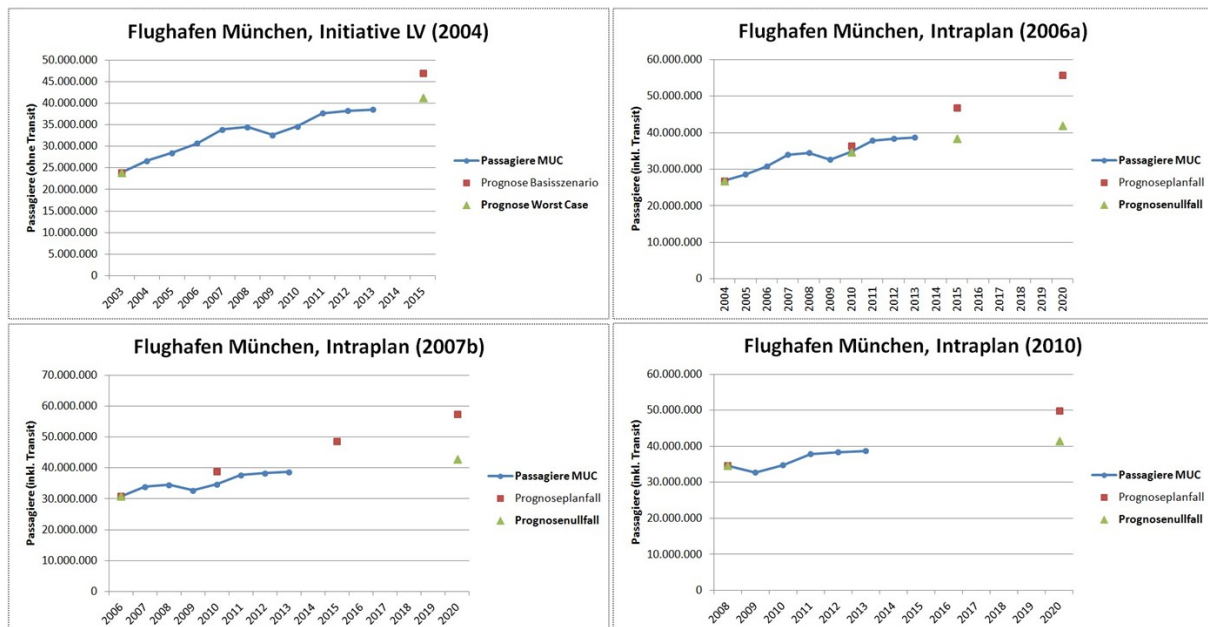 Flughafen München, Initiative LV (2004)
Passagiere (ohne Transit)
50.000.000
45.000.000
40.000.000
35.000.000
30.000.000
25.000.000
20.000.000
15.000.000
10.000.000
5.000.000
0
2003 2004 2005 2006 2007 2008 2009 2010 2011 2012 2013 2014 2015
Passagiere MUC
Prognose Basisszenario
Prognose Worst Case
Flughafen München, Intraplan (2006a)
Passagiere (inkl. Transit)
60.000.000
50.000.000
40.000.000
30.000.000
20.000.000
10.000.000
0
2004 2005 2006 2007 2008 2009 2010 2011 2012 2013 2014 2015 2016 2017 2018 2019 2020
Passagiere MUC
Prognoseplanfall
Prognosenullfall
Flughafen München, Intraplan (2007b)
Passagiere (inkl. Transit)
70.000.000
60.000.000
50.000.000
40.000.000
30.000.000
20.000.000
10.000.000
0
2006 2007 2008 2009 2010 2011 2012 2013 2014 2015 2016 2017 2018 2019 2020
Passagiere MUC
Prognoseplanfall
Prognosenullfall
Flughafen München, Intraplan (2010)
Passagiere (inkl. Transit)
60.000.000
50.000.000
40.000.000
30.000.000
20.000.000
10.000.000
0
2008 2009 2010 2011 2012 2013 2014 2015 2016 2017 2018 2019 2020
Passagiere MUC
Prognoseplanfall
Prognosenullfall